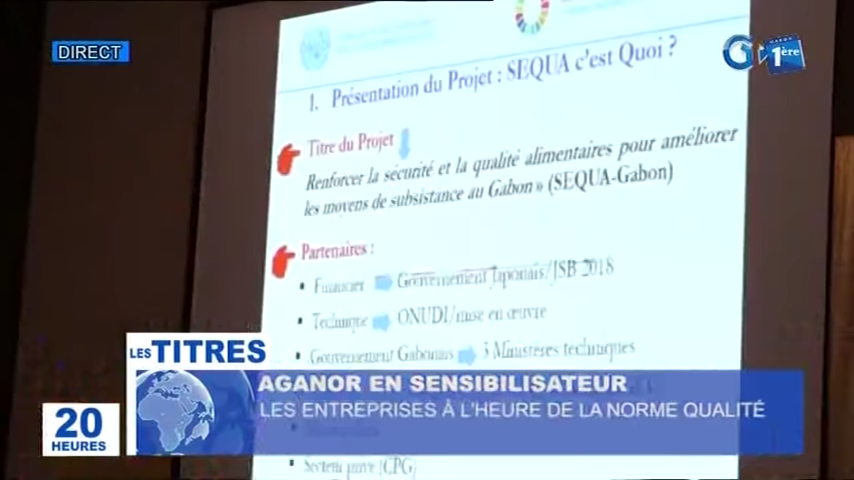 DIRECT
G 1ère
I. Présentation du Projet : SEQUA c'est Quoi ?
Titre du Projet
Renforcer la sécurité et la qualité alimentaires pour améliorer
les moyens de subsistance au Gabon» (SEQUA-Gabon)
Partenaires :
Financier Gouvernement Japonais/JSB 2018
Technique ONUDI/mise en œuvre
Gouvernement Gabonais 3 Ministères techniques
Secteur privé (CPG)
LES TITRES
AGANOR EN SENSIBILISATEUR
LES ENTREPRISES À L'HEURE DE LA NORME QUALITÉ
20
HEURES